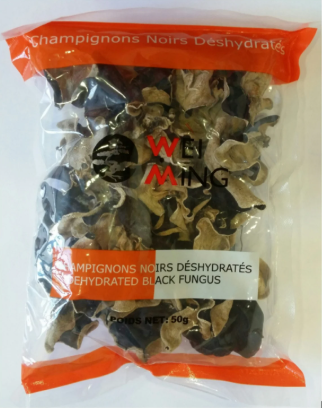 Champignons Noirs Déshydratés
WEI
MING
CHAMPIGNONS NOIRS DÉSHYDRATÉS
DEHYDRATED BLACK FUNGUS
POIDS NET: 50g